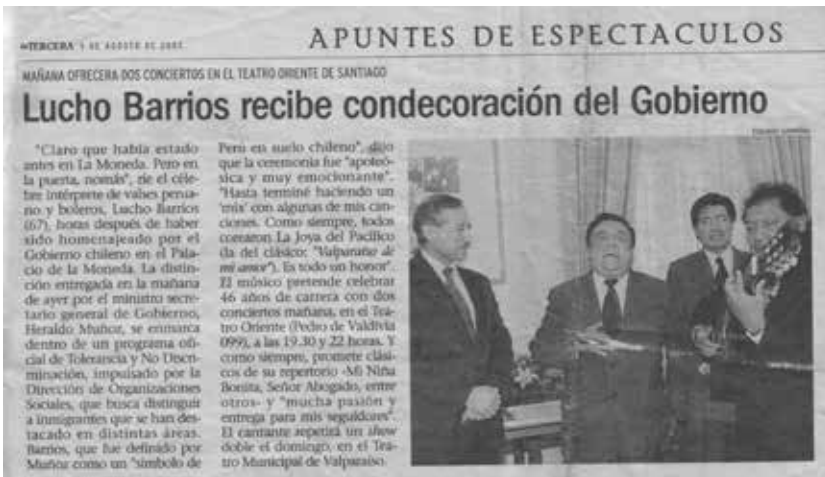 LA TERCERA 9 DE AGOSTO DE 2002
APUNTES DE ESPECTACULOS
MAÑANA OFRECERA DOS CONCIERTOS EN EL TEATRO ORIENTE DE SANTIAGO
Lucho Barrios recibe condecoración del Gobierno
"Claro que había estado
antes en La Moneda. Pero en
la puerta, nomás", ríe el céle-
bre intérprete de valses perua-
no y boleros, Lucho Barrios
(67), horas después de haber
sido homenajeado por el
Gobierno chileno en el Pala-
cio de la Moneda. La distin-
ción entregada en la mañana
de ayer por el ministro secre-
tario general de Gobierno,
Heraldo Muñoz, se enmarca
dentro de un programa ofi-
cial de Tolerancia y No Discri-
minación, impulsado por la
Dirección de Organizaciones
Sociales, que busca distinguir
a inmigrantes que se han des-
tacado en distintas áreas.
Barrios, que fue definido por
Muñoz como un "símbolo de
Perú en suelo chileno", dijo
que la ceremonia fue "apoteó-
sica y muy emocionante".
"Hasta terminé haciendo un
'mix' con algunas de mis can-
ciones. Como siempre, todos
corearon La Joya del Pacífico
(la del clásico: "Valparaíso de
mi amor"). Es todo un honor".
El músico pretende celebrar
46 años de carrera con dos
conciertos mañana, en el Tea-
tro Oriente (Pedro de Valdivia
099), a las 19.30 y 22 horas. Y
como siempre, promete clási-
cos de su repertorio -Mi Niña
Bonita, Señor Abogado, entre
otros- y "mucha pasión y
entrega para mis seguidores".
El cantante repetirá un show
doble el domingo, en el Tea-
tro Municipal de Valparaíso.